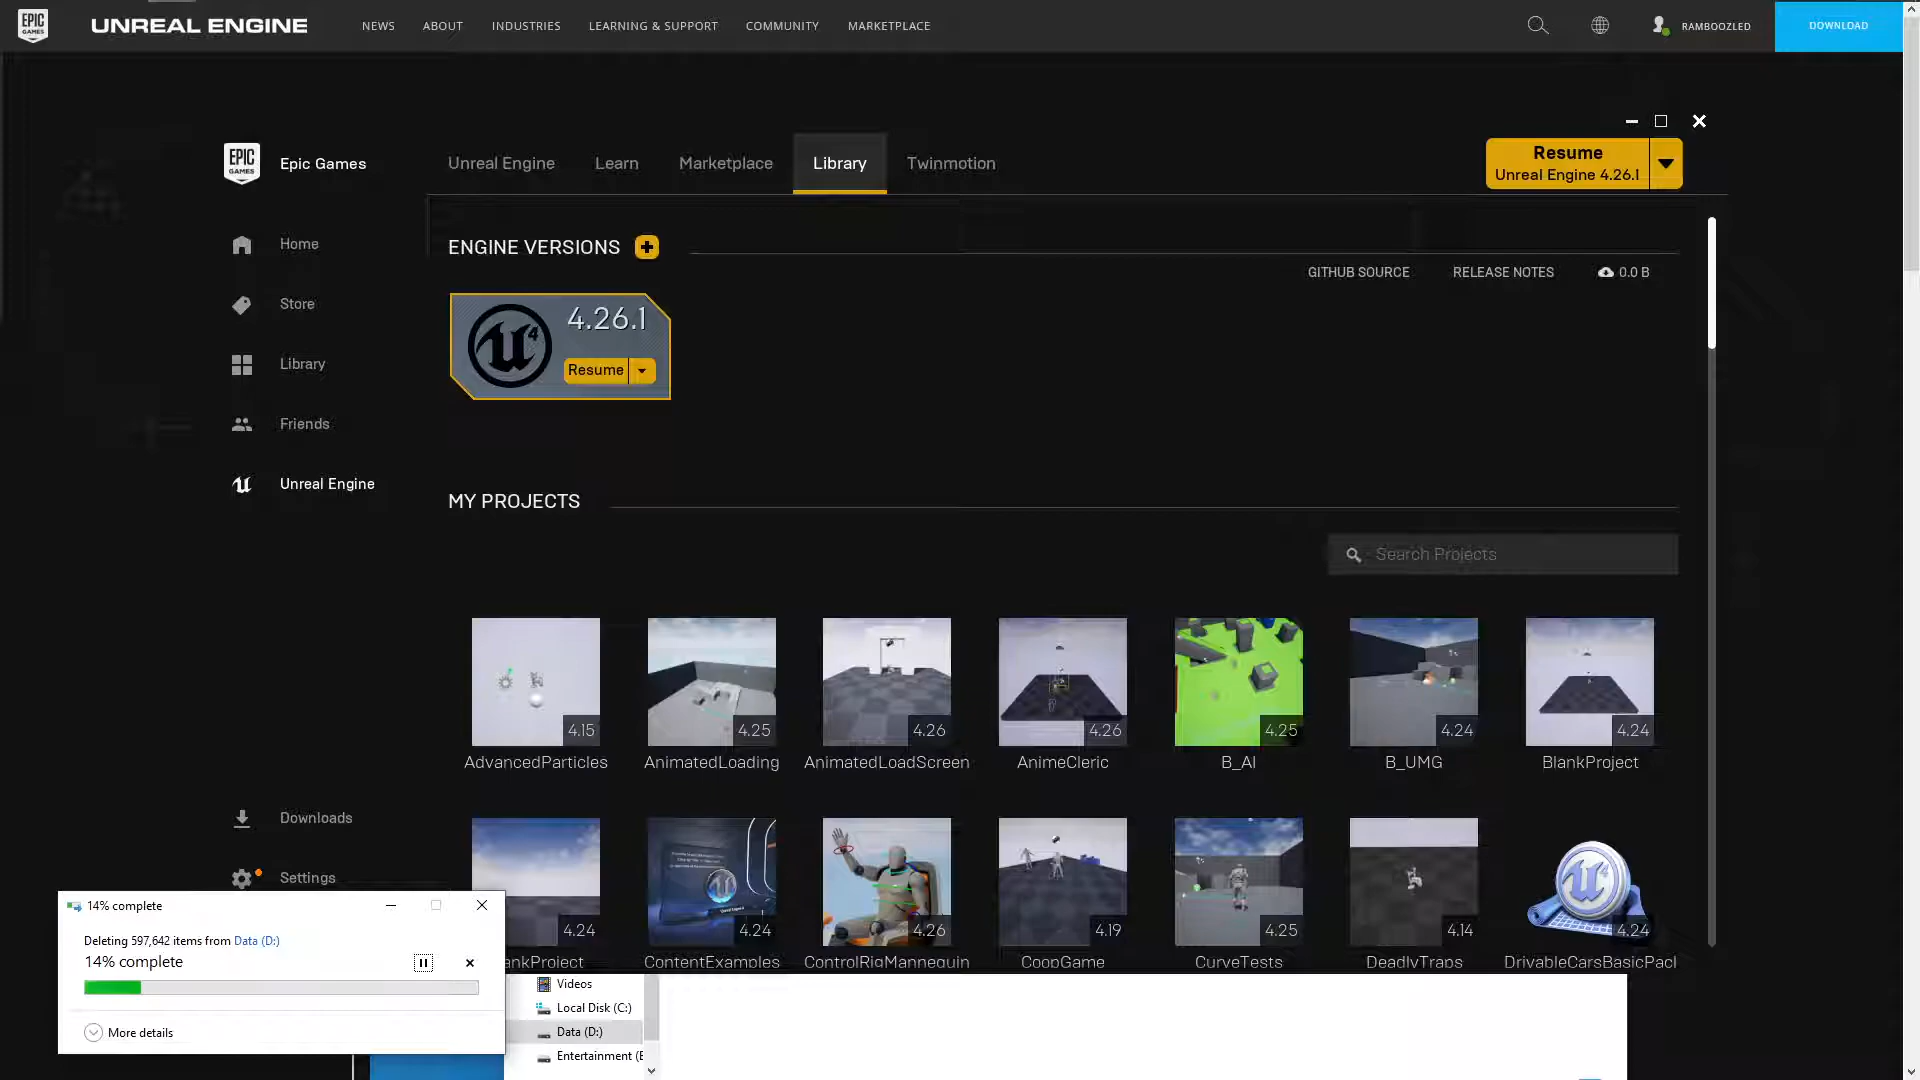 EPIC GAMES
UNREAL ENGINE
NEWS
ABOUT
INDUSTRIES
LEARNING & SUPPORT
COMMUNITY
MARKETPLACE
RAMBOOZLED
DOWNLOAD
EPIC GAMES
Epic Games
Unreal Engine
Learn
Marketplace
Library
Twinmotion
Resume
Unreal Engine 4.26.1
Home
Store
Library
Friends
Unreal Engine
ENGINE VERSIONS
GITHUB SOURCE
RELEASE NOTES
0.0 B
4.26.1
Resume
MY PROJECTS
Search Projects
4.15
4.25
4.26
4.26
4.25
4.24
4.24
AdvancedParticles
AnimatedLoading
AnimatedLoadScreen
AnimeCleric
B_AI
B_UMG
BlankProject
4.24
4.24
4.26
4.19
4.25
4.14
4.24
ankProject
ContentExamples
ControlRigMannequin
CoopGame
CurveTests
DeadlyTraps
DrivableCarsBasicPacl
Downloads
Settings
14% complete
Deleting 597,642 items from Data (D:)
14% complete
More details
Videos
Local Disk (C:)
Data (D:)
Entertainment (E